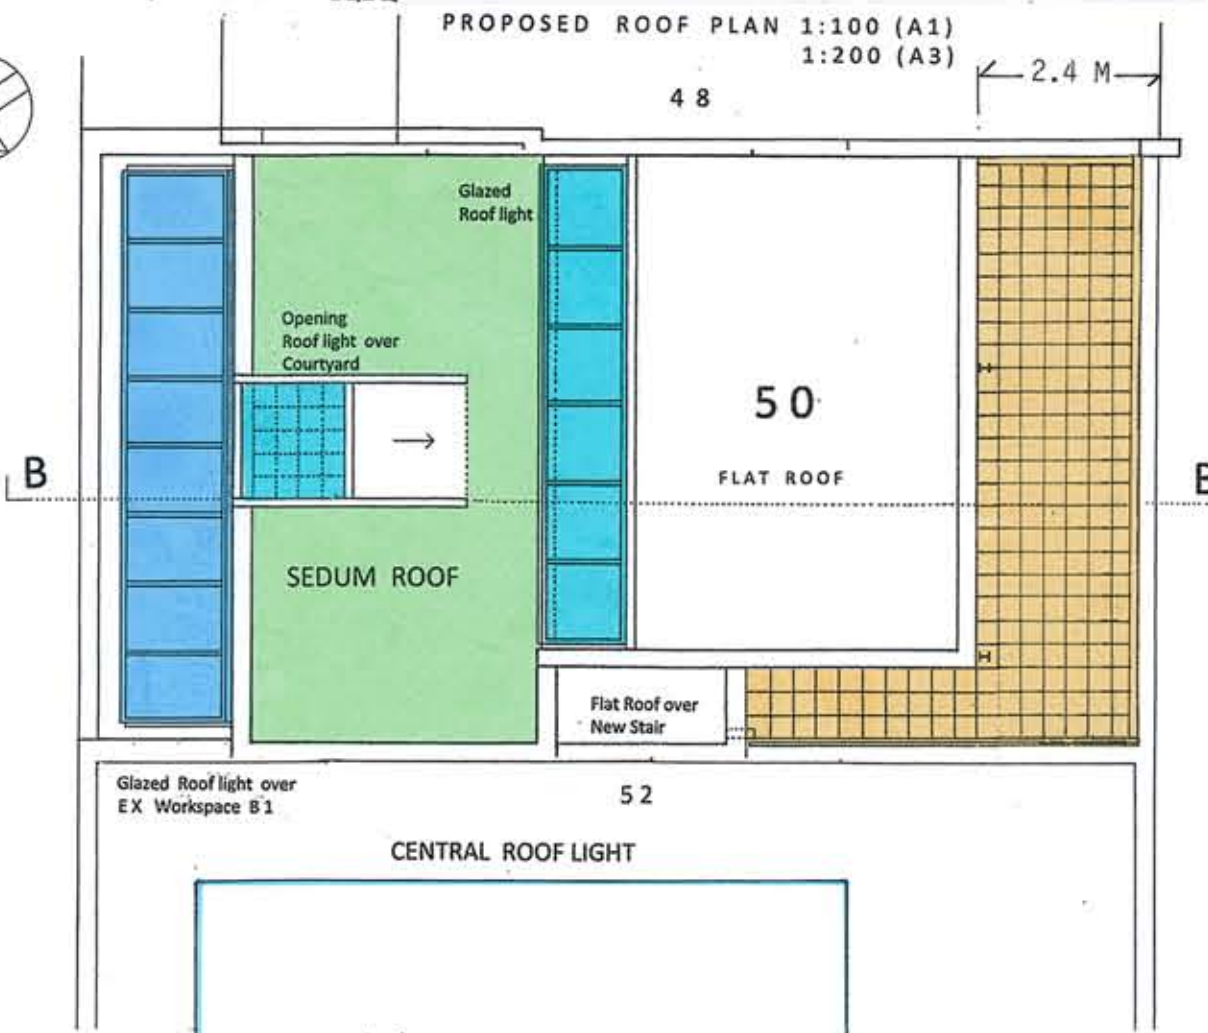 PROPOSED ROOF PLAN 1:100 (A1)
1:200 (A3)
2.4 M
48
Glazed
Roof light
Opening
Roof light over
Courtyard
50
FLAT ROOF
B
SEDUM ROOF
Flat Roof over
New Stair
Glazed Roof light over
EX Workspace B1
52
CENTRAL ROOF LIGHT